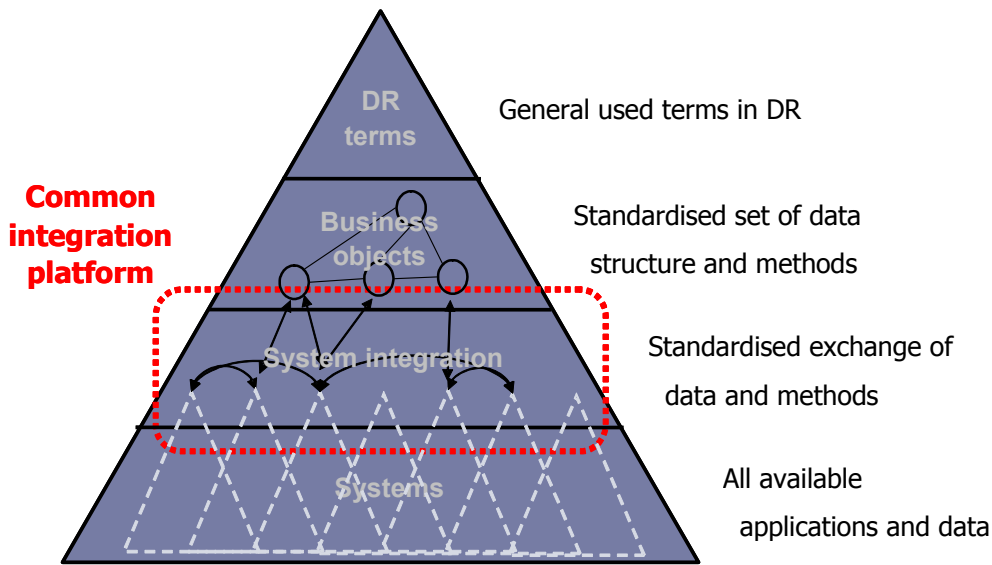 DR
terms
General used terms in DR
Common
integration
platform
Business
objects
Standardised set of data
structure and methods
System integration
Standardised exchange of
data and methods
Systems
All available
applications and data